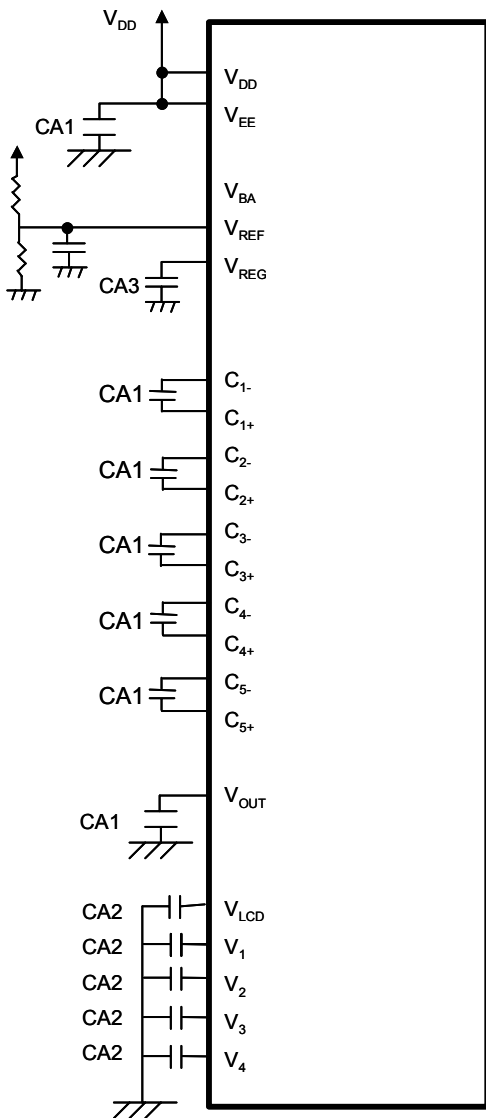 V_DD
V_DD
CA1
V_EE
V_BA
V_REF
V_REG
CA3
C_1-
CA1
C_1+
C_2-
CA1
C_2+
C_3-
CA1
C_3+
C_4-
CA1
C_4+
C_5-
CA1
C_5+
V_OUT
CA1
CA2 V_LCD
CA2 V_1
CA2 V_2
CA2 V_3
CA2 V_4